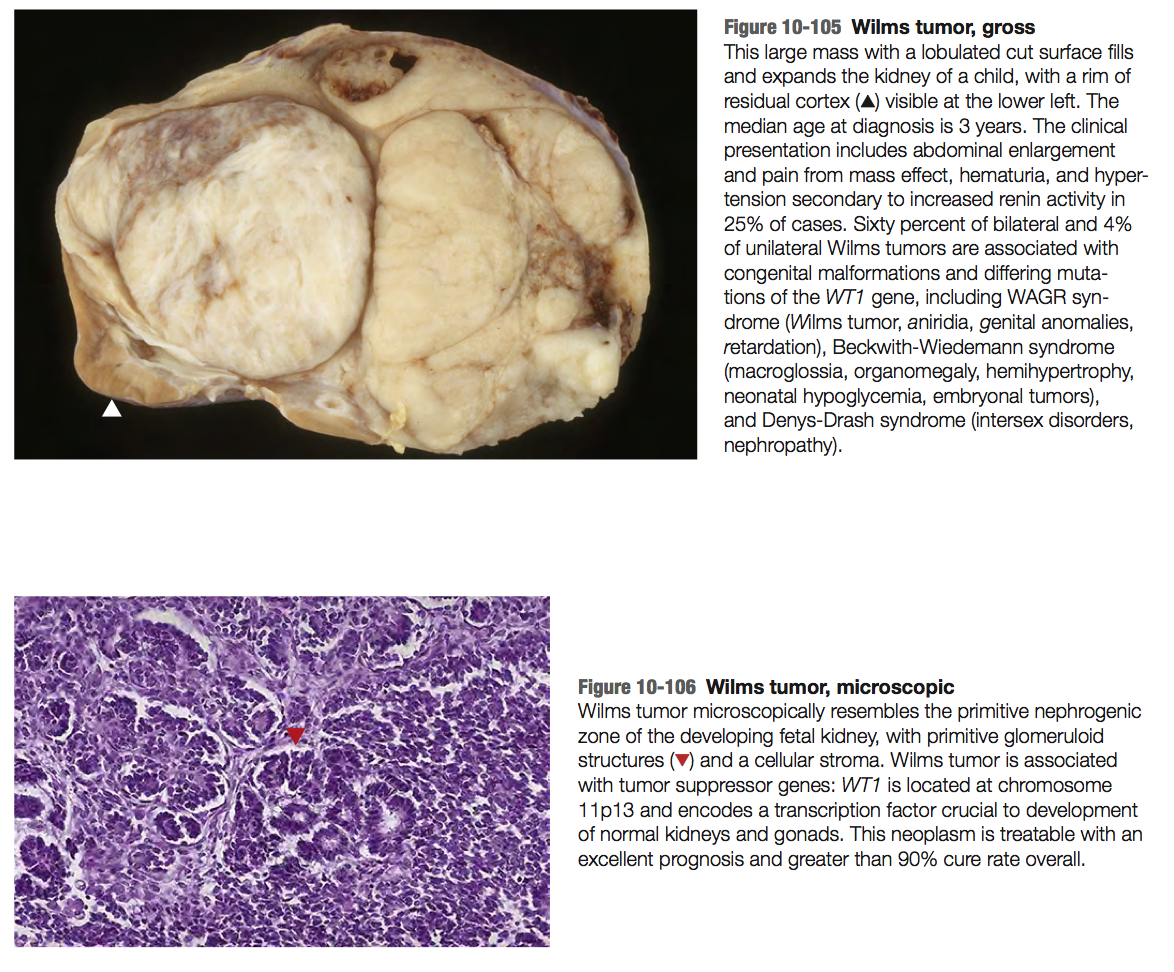 Figure 10-105 Wilms tumor, gross
This large mass with a lobulated cut surface fills
and expands the kidney of a child, with a rim of
residual cortex (▲) visible at the lower left. The
median age at diagnosis is 3 years. The clinical
presentation includes abdominal enlargement
and pain from mass effect, hematuria, and hyper-
tension secondary to increased renin activity in
25% of cases. Sixty percent of bilateral and 4%
of unilateral Wilms tumors are associated with
congenital malformations and differing muta-
tions of the WT1 gene, including WAGR syn-
drome (Wilms tumor, aniridia, genital anomalies,
retardation), Beckwith-Wiedemann syndrome
(macroglossia, organomegaly, hemihypertrophy,
neonatal hypoglycemia, embryonal tumors),
and Denys-Drash syndrome (intersex disorders,
nephropathy).
Figure 10-106 Wilms tumor, microscopic
Wilms tumor microscopically resembles the primitive nephrogenic
zone of the developing fetal kidney, with primitive glomeruloid
structures (▼) and a cellular stroma. Wilms tumor is associated
with tumor suppressor genes: WT1 is located at chromosome
11p13 and encodes a transcription factor crucial to development
of normal kidneys and gonads. This neoplasm is treatable with an
excellent prognosis and greater than 90% cure rate overall.